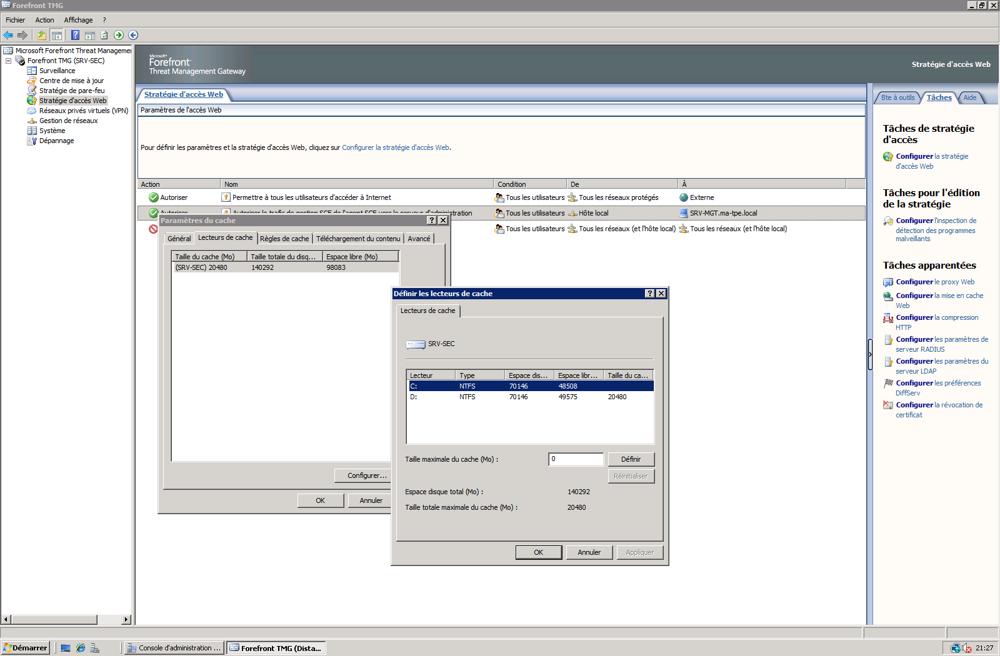 Forefront TMG
Fichier Action Affichage ?
Microsoft Forefront Threat Managemer
Forefront TMG (SRV-SEC)
Surveillance
Centre de mise à jour
Stratégie de pare-feu
Stratégie d'accès Web
Réseaux privés virtuels (VPN)
Gestion de réseaux
Système
Dépannage
Microsoft®
Forefront
Threat Management Gateway
Stratégie d'accès Web
Stratégie d'accès Web
Paramètres de l'accès Web
Pour définir les paramètres et la stratégie d'accès Web, cliquez sur Configurer la stratégie d'accès Web.
Action Nom Condition De À
Autoriser Permettre à tous les utilisateurs d'accéder à Internet Tous les utilisateurs Tous les réseaux protégés Externe
Autoriser Autoriser le trafic de gestion SCE de l'agent SCE vers le serveur d'administration Tous les utilisateurs Hôte local SRV-MGT.ma-tpe.local
Tous les utilisateurs Tous les réseaux (et l'hôte local) Tous les réseaux (et l'hôte local)
Paramètres du cache
Général Lecteurs de cache Règles de cache Téléchargement du contenu Avancé
Taille du cache (Mo) Taille totale du disq... Espace libre (Mo)
(SRV-SEC) 20480 140292 98083
Configurer...
OK Annuler
Définir les lecteurs de cache
Lecteurs de cache
SRV-SEC
Lecteur Type Espace dis... Espace libr... Taille du ca...
C: NTFS 70146 48508
D: NTFS 70146 49575 20480
Taille maximale du cache (Mo) : 0 Définir
Réinitialiser
Espace disque total (Mo) : 140292
Taille totale maximale du cache (Mo) : 20480
OK Annuler Appliquer
Bte à outils Tâches Aide
Tâches de stratégie
d'accès
Configurer la stratégie
d'accès Web
Tâches pour l'édition
de la stratégie
Configurer l'inspection de
détection des programmes
malveillants
Tâches apparentées
Configurer le proxy Web
Configurer la mise en cache
Web
Configurer la compression
HTTP
Configurer les paramètres de
serveur RADIUS
Configurer les paramètres du
serveur LDAP
Configurer les préférences
DiffServ
Configurer la révocation de
certificat
Démarrer Console d'administration ... Forefront TMG (Dista... 21:27